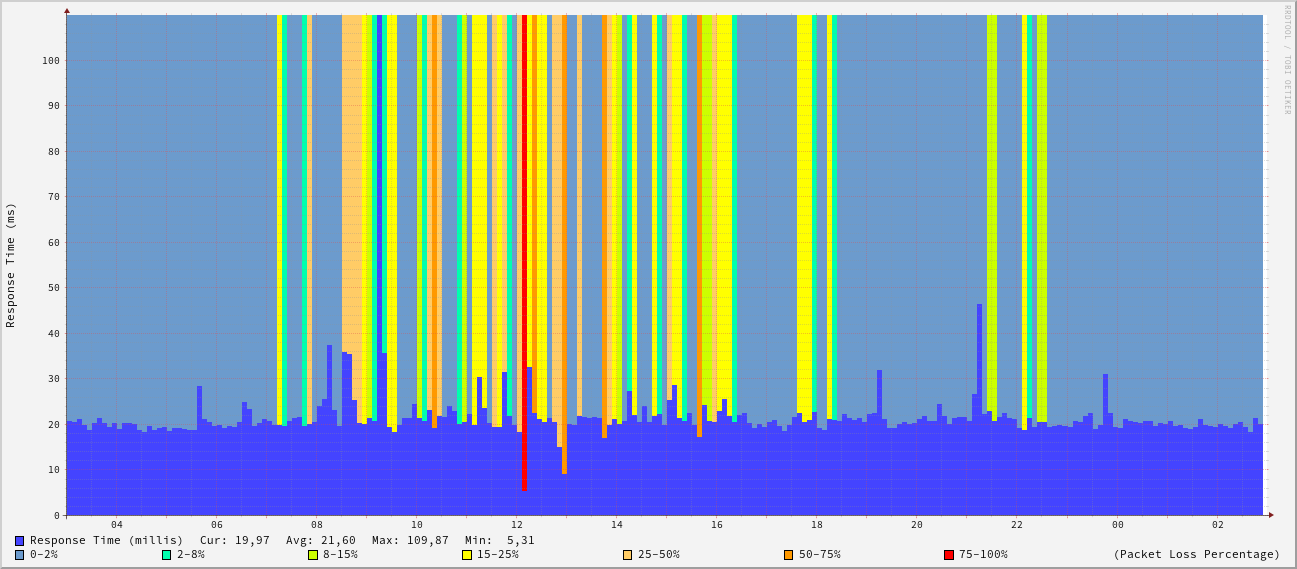 RRDTOOL / TOBI OETIKER
Response Time (ms)
100
90
80
70
60
50
40
30
20
10
0
04 06 08 10 12 14 16 18 20 22 00 02
Response Time (millis) Cur: 19,97 Avg: 21,60 Max: 109,87 Min: 5,31
0-2% 2-8% 8-15% 15-25% 25-50% 50-75% 75-100% (Packet Loss Percentage)